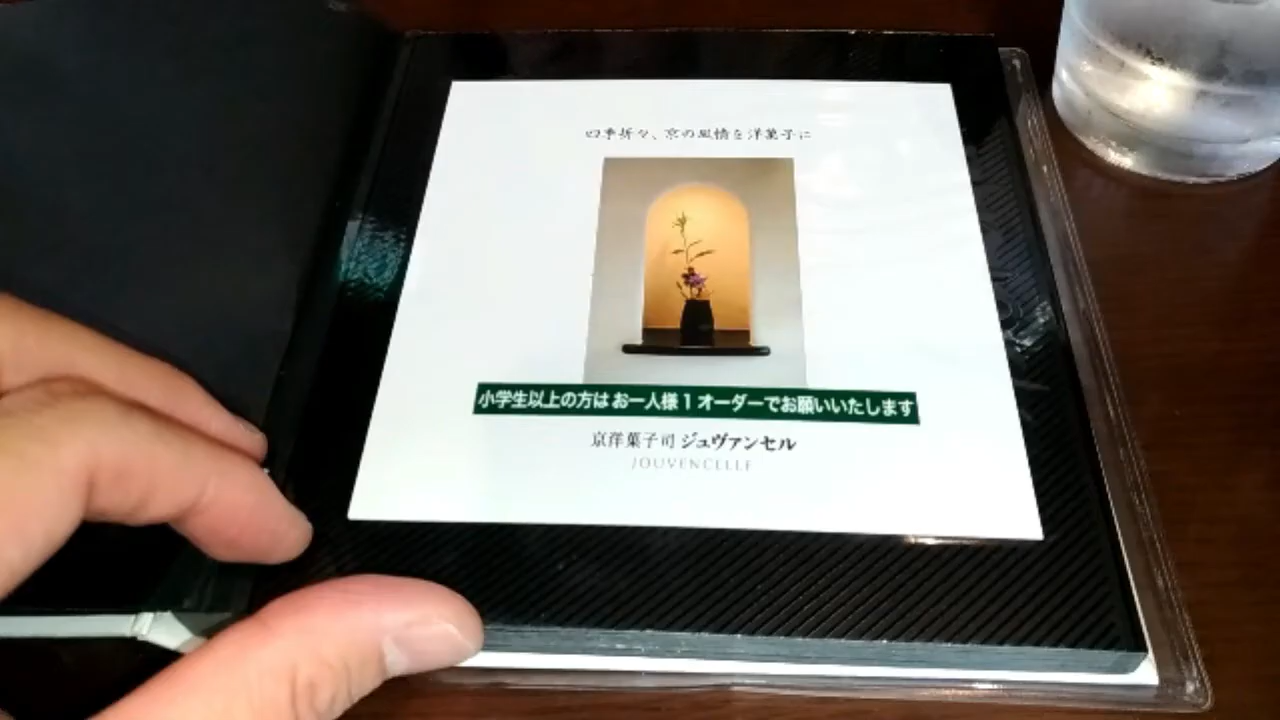 四季折々、京の風情を洋菓子に
小学生以上の方は お一人様 1 オーダーでお願いいたします
京洋菓子司 ジュヴァンセル
JOUVENCELLE